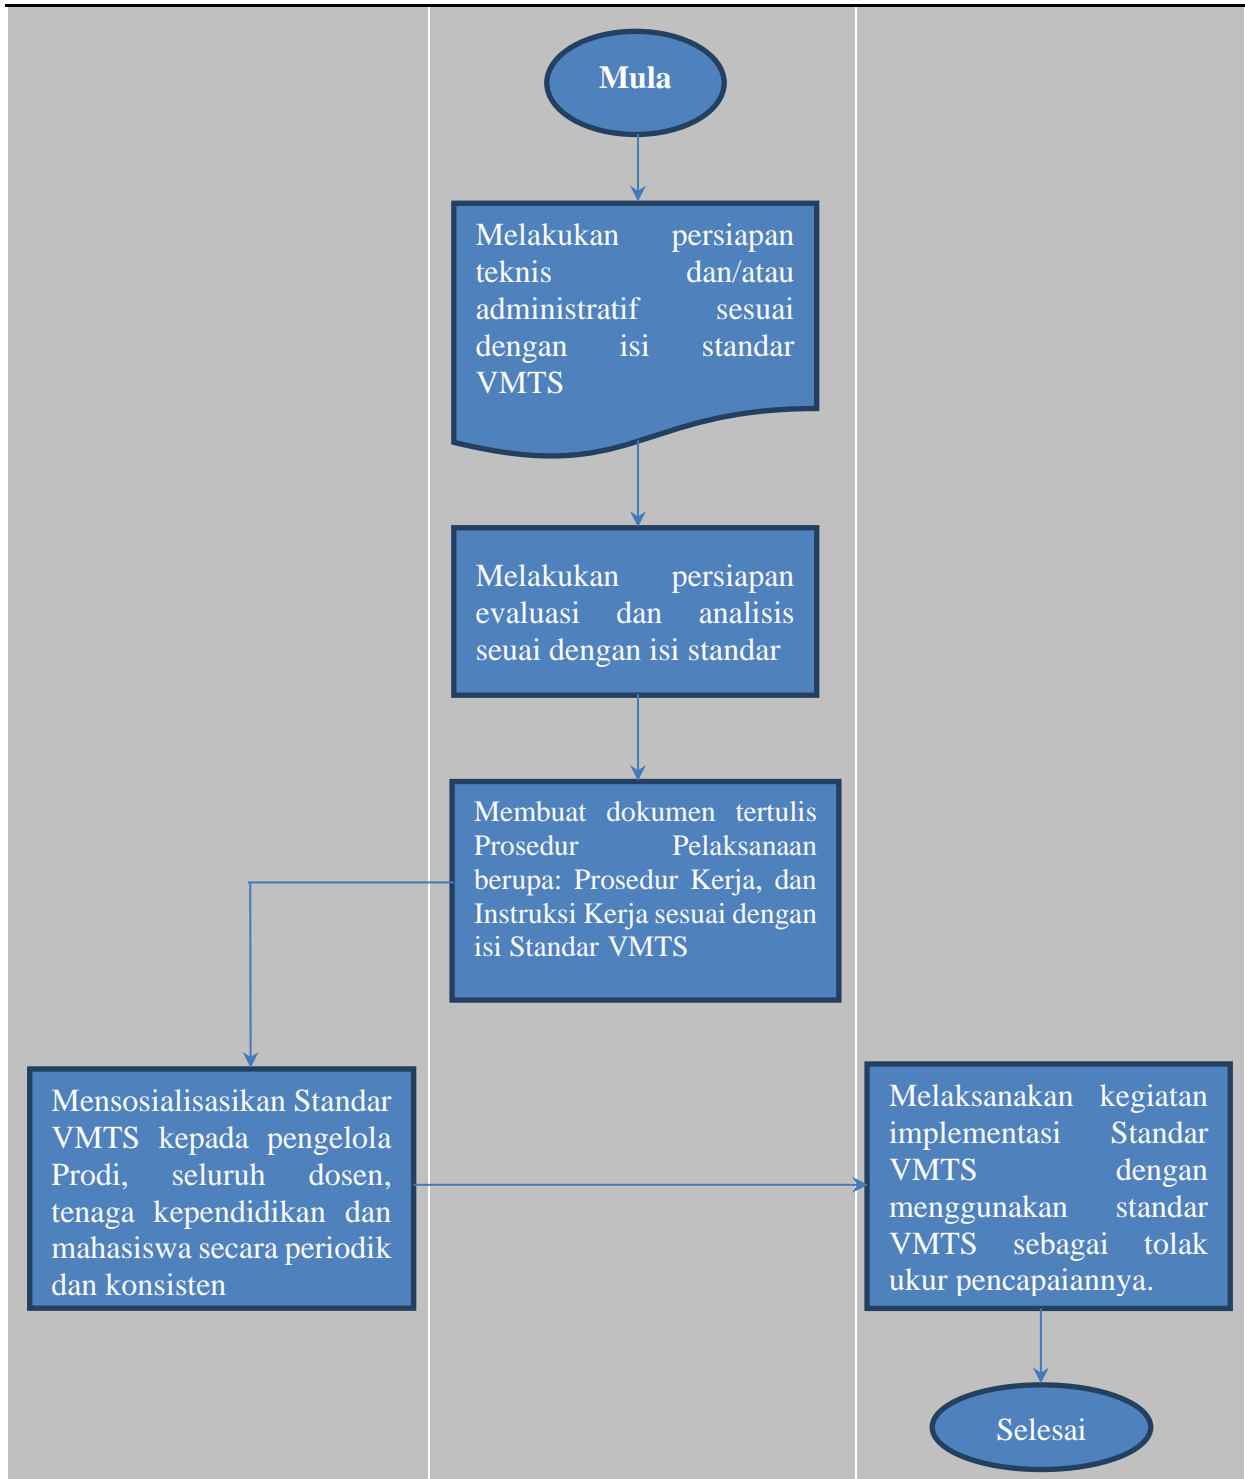 Mula
Melakukan persiapan
teknis dan/atau
administratif sesuai
dengan isi standar
VMTS
Melakukan persiapan
evaluasi dan analisis
seuai dengan isi standar
Membuat dokumen tertulis
Prosedur Pelaksanaan
berupa: Prosedur Kerja, dan
Instruksi Kerja sesuai dengan
isi Standar VMTS
Mensosialisasikan Standar
VMTS kepada pengelola
Prodi, seluruh dosen,
tenaga kependidikan dan
mahasiswa secara periodik
dan konsisten
Melaksanakan kegiatan
implementasi Standar
VMTS dengan
menggunakan standar
VMTS sebagai tolak
ukur pencapaiannya.
Selesai